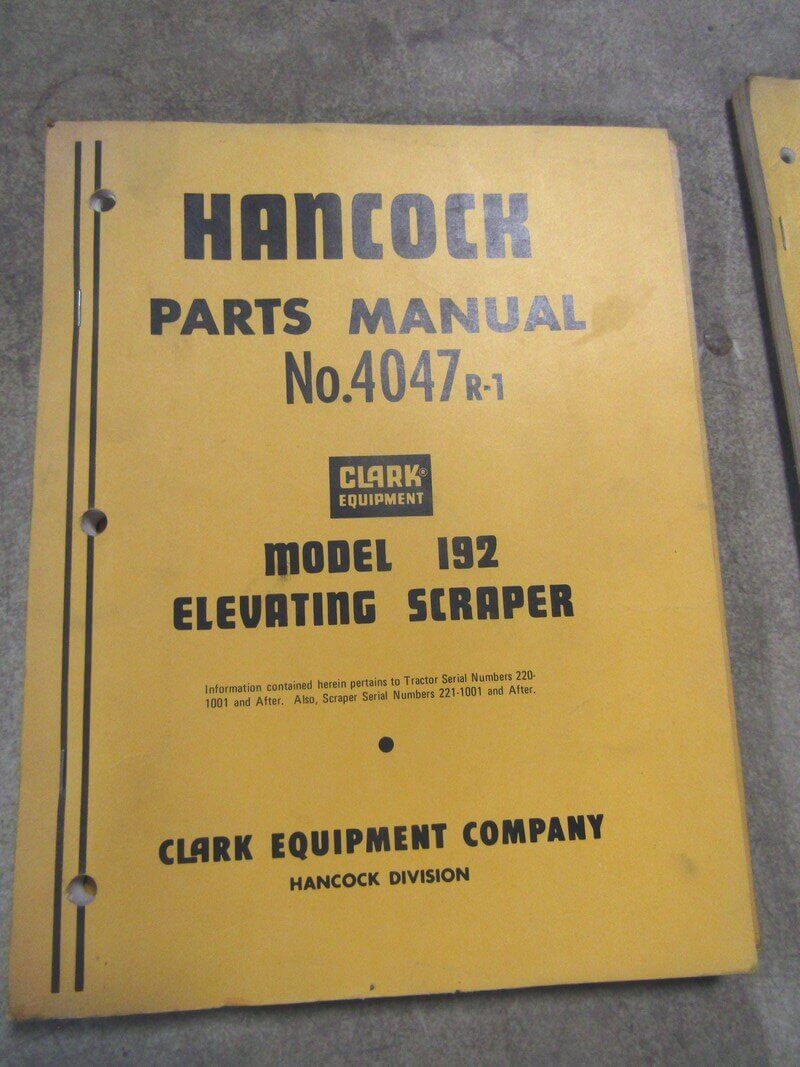 HANCOCK
PARTS MANUAL
No.4047 R-1
CLARK®
EQUIPMENT
MODEL 192
ELEVATING SCRAPER
Information contained herein pertains to Tractor Serial Numbers 220-
1001 and After. Also, Scraper Serial Numbers 221-1001 and After.
CLARK EQUIPMENT COMPANY
HANCOCK DIVISION